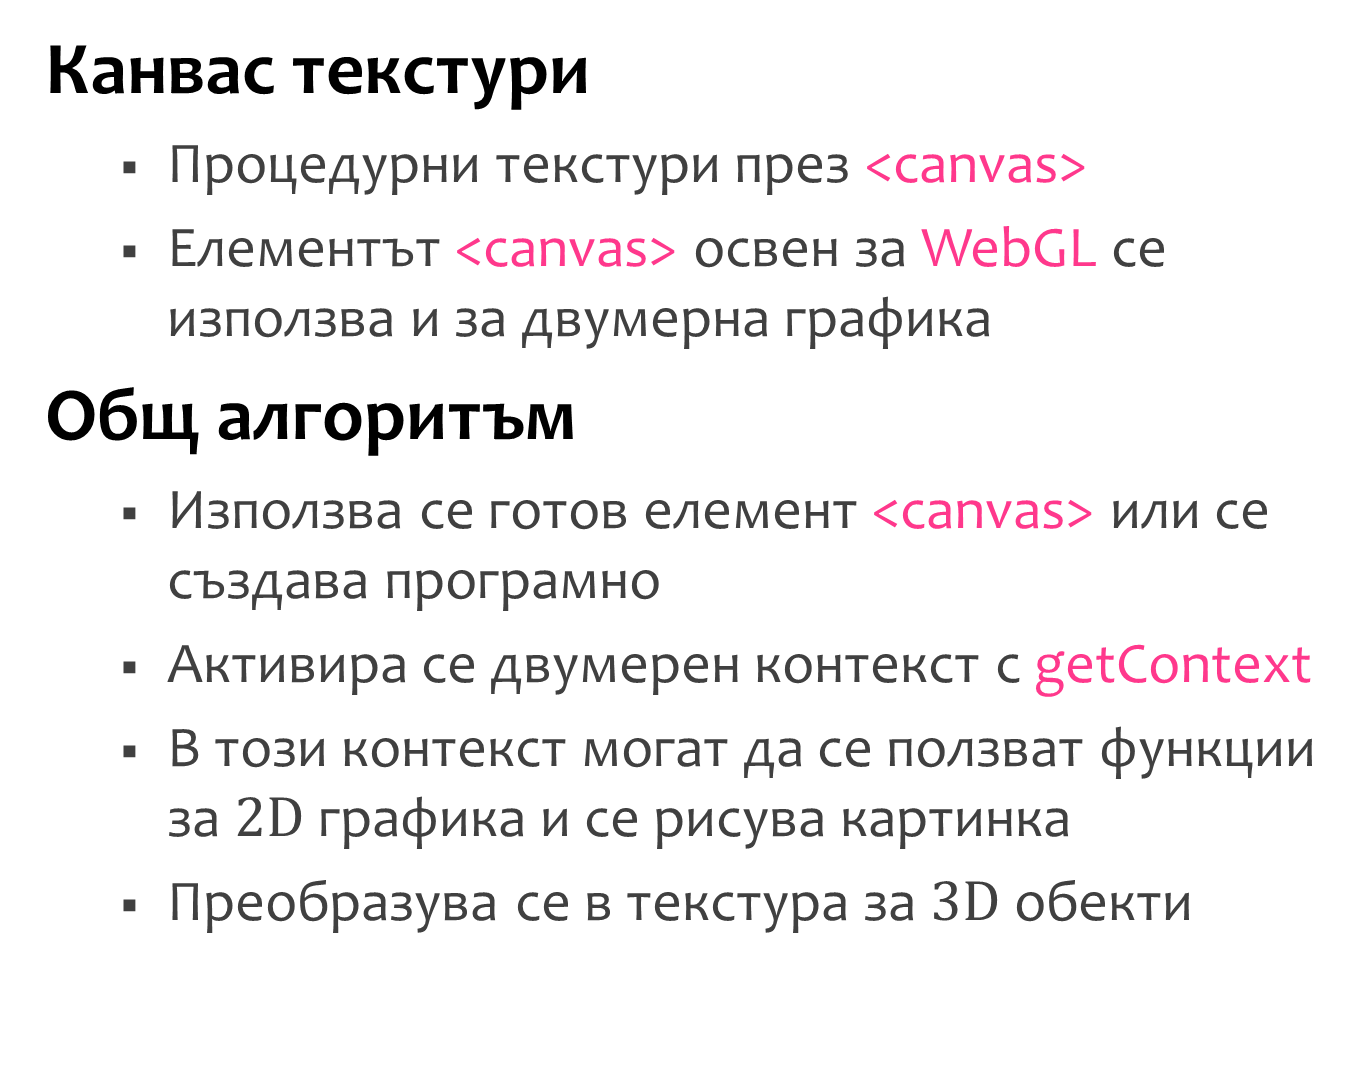 Канвас текстури
▪ Процедурни текстури през <canvas>
▪ Елементът <canvas> освен за WebGL се
използва и за двумерна графика
Общ алгоритъм
▪ Използва се готов елемент <canvas> или се
създава програмно
▪ Активира се двумерен контекст с getContext
▪ В този контекст могат да се ползват функции
за 2D графика и се рисува картинка
▪ Преобразува се в текстура за 3D обекти